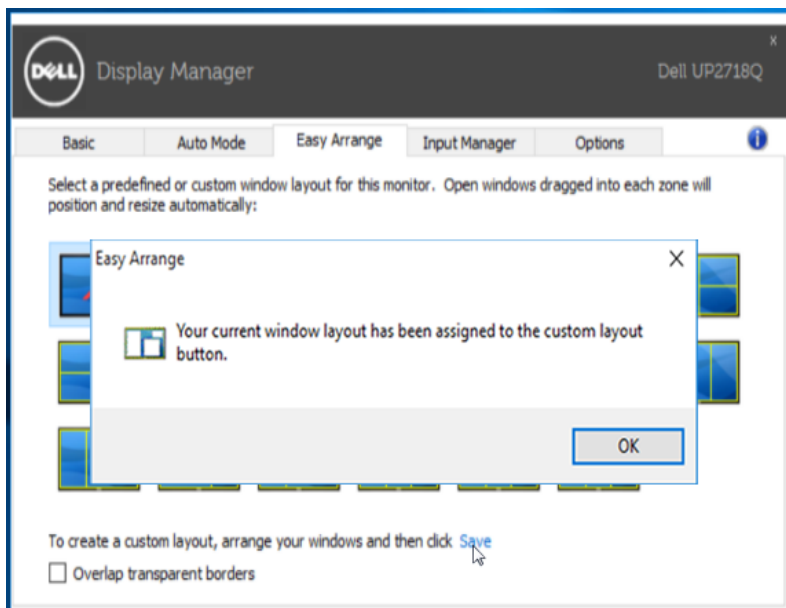 x
DELL Display Manager Dell UP2718Q
Basic Auto Mode Easy Arrange Input Manager Options
Select a predefined or custom window layout for this monitor. Open windows dragged into each zone will
position and resize automatically:
Easy Arrange
Your current window layout has been assigned to the custom layout
button.
OK
To create a custom layout, arrange your windows and then click Save
Overlap transparent borders